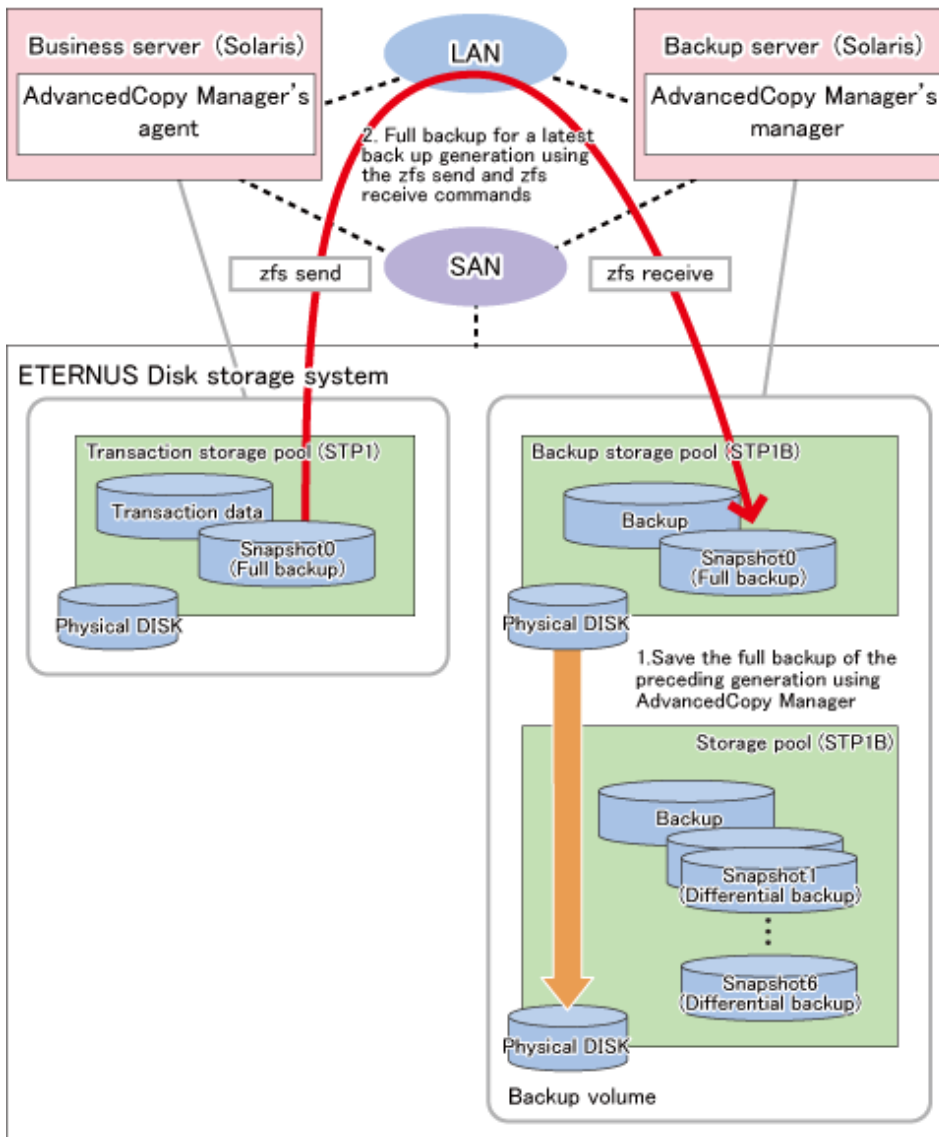 Business server (Solaris)
AdvancedCopy Manager's
agent
LAN
Backup server (Solaris)
AdvancedCopy Manager's
manager
2. Full backup for a latest
back up generation using
the zfs send and zfs
receive commands
zfs send
SAN
zfs receive
ETERNUS Disk storage system
Transaction storage pool (STP1)
Transaction data
Snapshot0
(Full backup)
Physical DISK
Backup storage pool (STP1B)
Backup
Snapshot0
(Full backup)
Physical DISK
1.Save the full backup of the
preceding generation using
AdvancedCopy Manager
Storage pool (STP1B)
Backup
Snapshot1
(Differential backup)
Snapshot6
(Differential backup)
Physical DISK
Backup volume